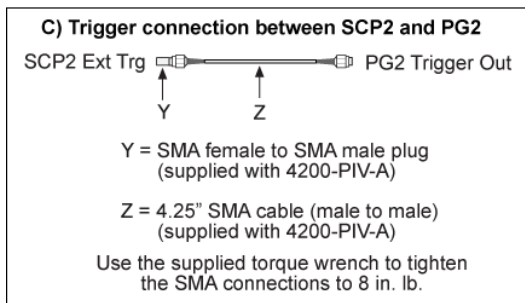 C) Trigger connection between SCP2 and PG2
SCP2 Ext Trg PG2 Trigger Out
Y Z
Y = SMA female to SMA male plug
(supplied with 4200-PIV-A)
Z = 4.25" SMA cable (male to male)
(supplied with 4200-PIV-A)
Use the supplied torque wrench to tighten
the SMA connections to 8 in. lb.